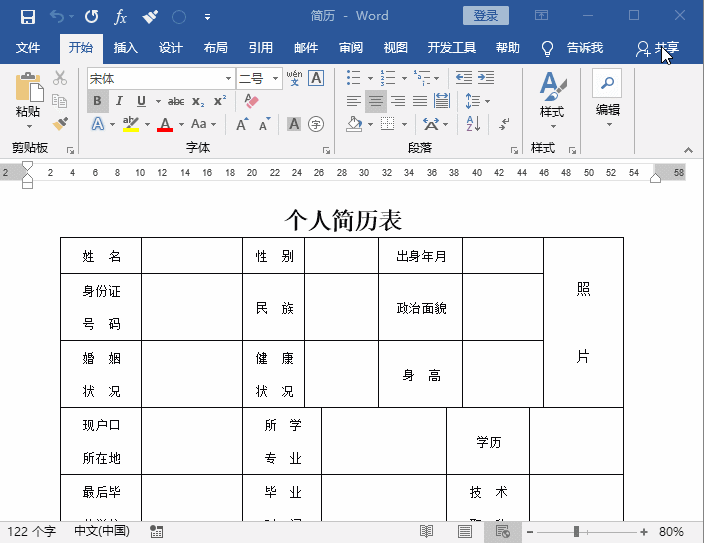 简历 - Word 登录
文件 开始 插入 设计 布局 引用 邮件 审阅 视图 开发工具 帮助 告诉我 共享
粘贴 宋体 二号 wén 文 A 样式 编辑
B I U abc x₂ x²
A aby A Aa A A A 字 A Z
剪贴板 字体 段落 样式
2 2 4 6 8 10 12 14 16 18 20 22 24 26 28 30 32 34 36 38 40 42 44 46 48 50 52 54 58
个人简历表
姓 名 性 别 出身年月 照 片
身份证 号 码 民 族 政治面貌
婚 姻 状 况 健 康 状 况 身 高
现户口 所在地 所 学 专 业 学历
最后毕 毕 业 技 术
122 个字 中文(中国) 80%